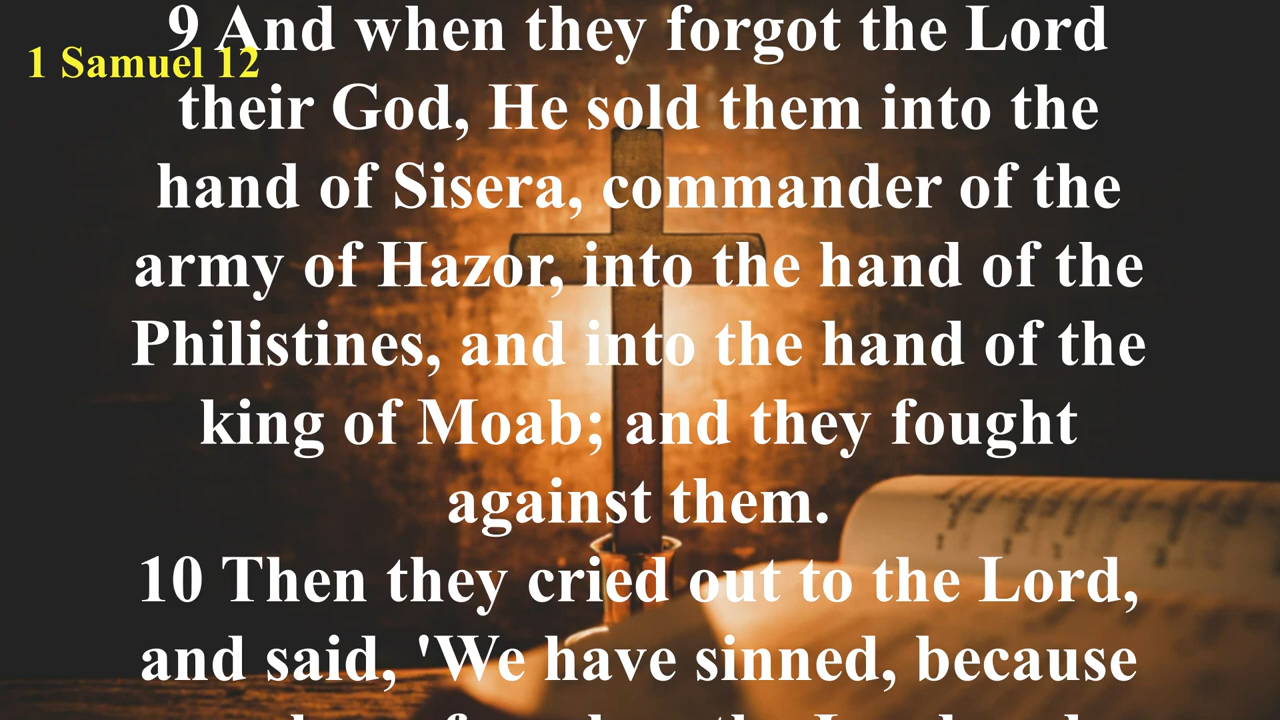 9 And when they forgot the Lord
1 Samuel 12
their God, He sold them into the
hand of Sisera, commander of the
army of Hazor, into the hand of the
Philistines, and into the hand of the
king of Moab; and they fought
against them.
10 Then they cried out to the Lord,
and said, 'We have sinned, because